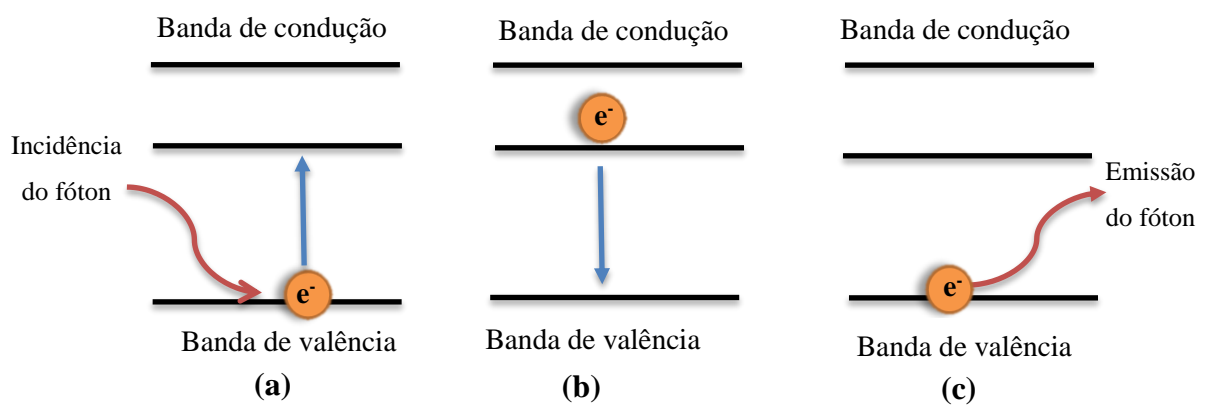 Banda de condução
Incidência
do fóton
e-
Banda de valência
(a)
Banda de condução
e-
Banda de valência
(b)
Banda de condução
Emissão
do fóton
e-
Banda de valência
(c)